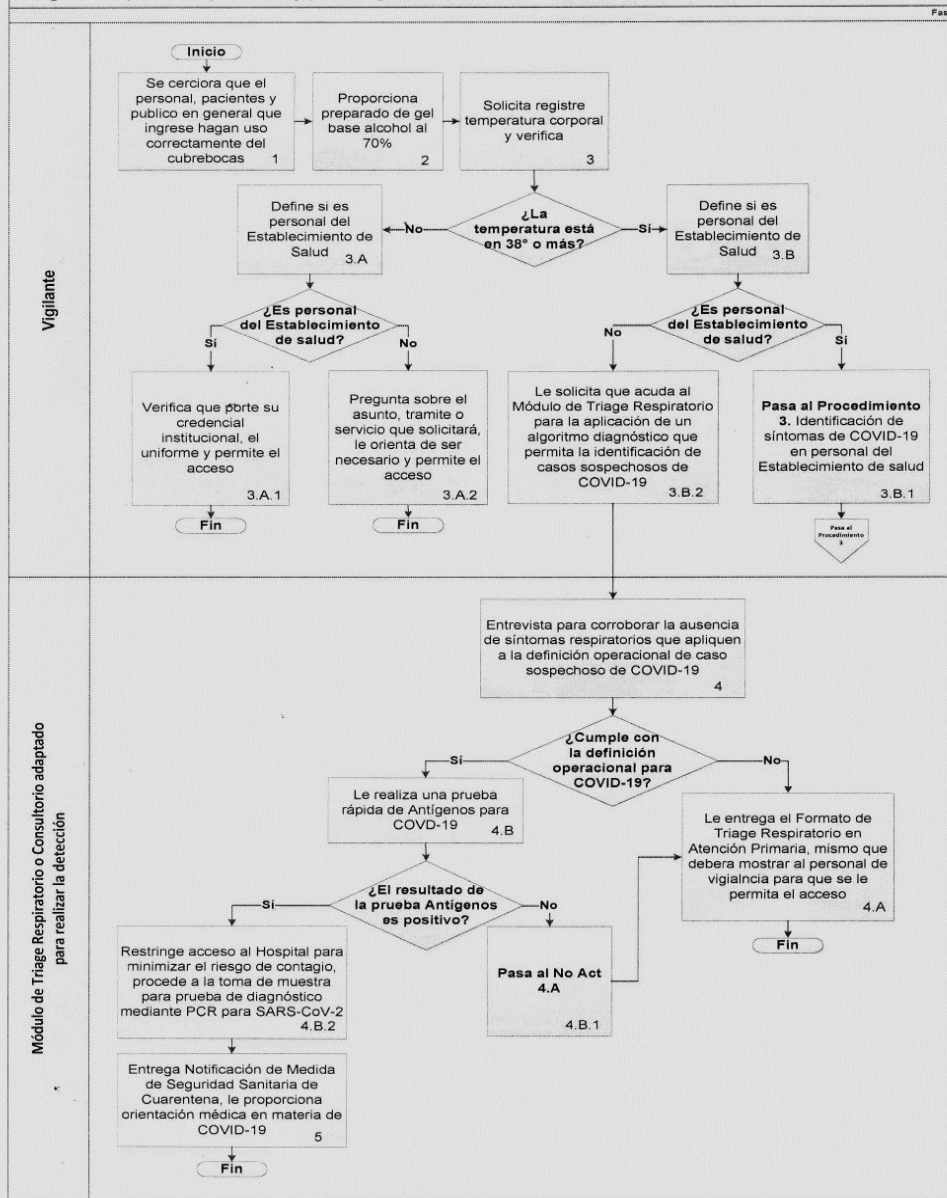 Fas
Inicio
Se cerciora que el
personal, pacientes y
publico en general que
ingrese hagan uso
correctamente del
cubrebocas
1
Proporciona
preparado de gel
base alcohol al
70%
2
Solicita registre
temperatura corporal
y verifica
3
¿La
temperatura está
en 38° o más?
No
Sí
Define si es
personal del
Establecimiento de
Salud
3.A
Define si es
personal del
Establecimiento de
Salud
3.B
¿Es personal
del Establecimiento
de salud?
Sí
No
¿Es personal
del Establecimiento
de salud?
No
Sí
Vigilante
Verifica que porte su
credencial
institucional, el
uniforme y permite el
acceso
3.A.1
Fin
Pregunta sobre el
asunto, tramite o
servicio que solicitará,
le orienta de ser
necesario y permite el
acceso
3.A.2
Fin
Le solicita que acuda al
Módulo de Triage Respiratorio
para la aplicación de un
algoritmo diagnóstico que
permita la identificación de
casos sospechosos de
COVID-19
3.B.2
Pasa al Procedimiento
3. Identificación de
síntomas de COVID-19
en personal del
Establecimiento de salud
3.B.1
Pasa al
Procedimiento
3
Módulo de Triage Respiratorio o Consultorio adaptado
para realizar la detección
Entrevista para corroborar la ausencia
de síntomas respiratorios que apliquen
a la definición operacional de caso
sospechoso de COVID-19
4
¿Cumple con
la definición
operacional para
COVID-19?
Sí
No
Le realiza una prueba
rápida de Antígenos para
COVD-19
4.B
Le entrega el Formato de
Triage Respiratorio en
Atención Primaria, mismo que
debera mostrar al personal de
vigialncia para que se le
permita el acceso
4.A
Fin
¿El resultado de
la prueba Antigenos
es positivo?
Sí
No
Restringe acceso al Hospital para
minimizar el riesgo de contagio,
procede a la toma de muestra
para prueba de diagnóstico
mediante PCR para SARS-CoV-2
4.B.2
Pasa al No Act
4.A
4.B.1
Entrega Notificación de Medida
de Seguridad Sanitaria de
Cuarentena, le proporciona
orientación médica en materia de
COVID-19
5
Fin